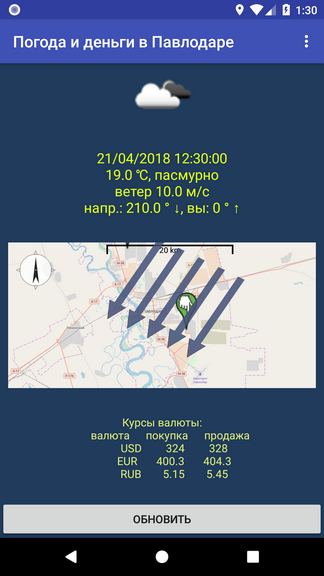 1:30
Погода и деньги в Павлодаре
21/04/2018 12:30:00
19.0 ℃, пасмурно
ветер 10.0 м/с
напр.: 210.0 ° ↓, вы: 0 ° ↑
20 km
Курсы валюты:
валюта покупка продажа
USD 324 328
EUR 400.3 404.3
RUB 5.15 5.45
ОБНОВИТЬ